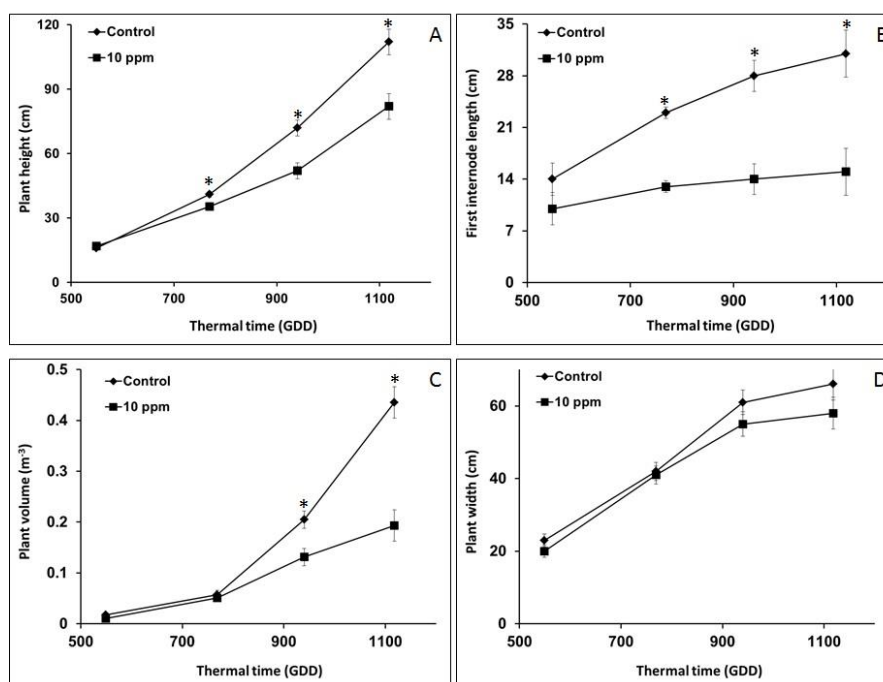 A
Control
10 ppm
Plant height (cm)
120
90
60
30
0
* * *
500 700 900 1100
Thermal time (GDD)
B
Control
10 ppm
First internode length (cm)
35
28
21
14
7
0
* * *
500 700 900 1100
Thermal time (GDD)
C
Control
10 ppm
Plant volume (m⁻³)
0.5
0.4
0.3
0.2
0.1
0
* *
500 700 900 1100
Thermal time (GDD)
D
Control
10 ppm
Plant width (cm)
60
40
20
0
500 700 900 1100
Thermal time (GDD)